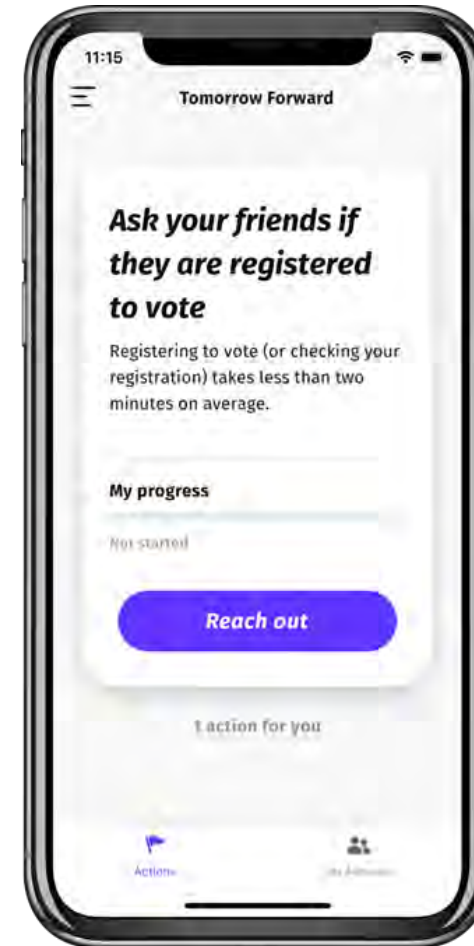 11:15
Tomorrow Forward
Ask your friends if
they are registered
to vote
Registering to vote (or checking your
registration) takes less than two
minutes on average.
My progress
Not started
Reach out
1 action for you
Actions